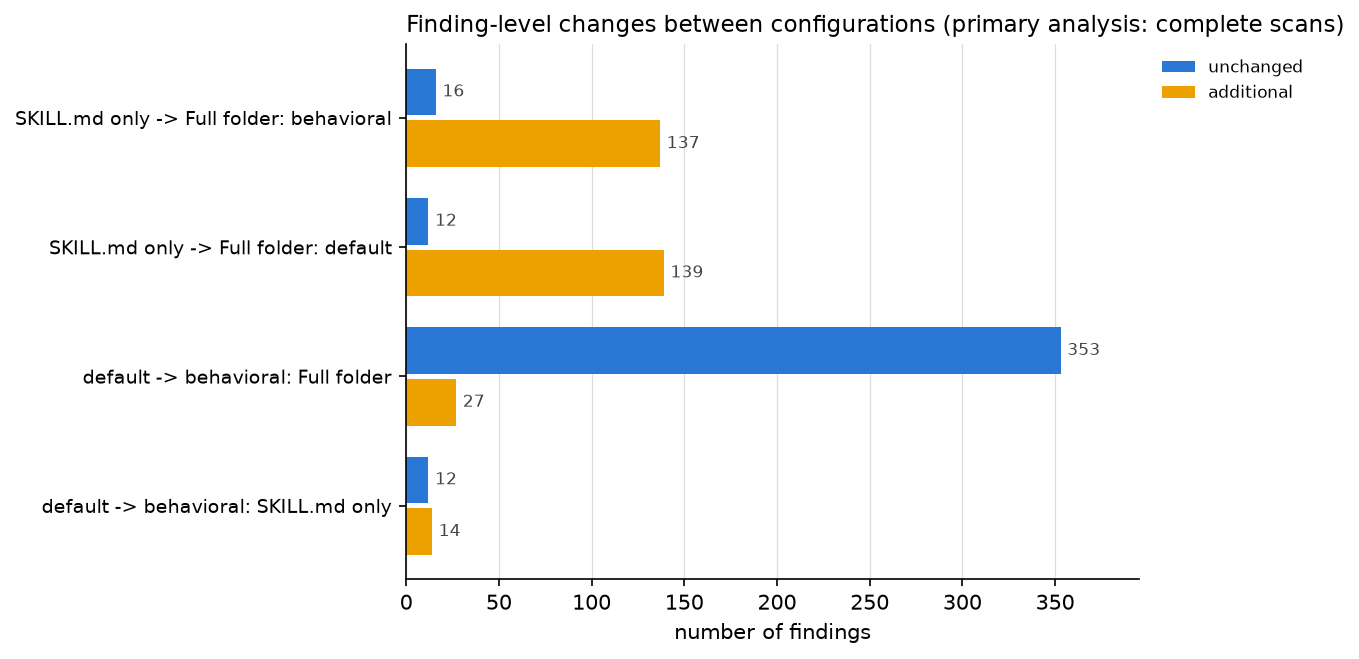 Finding-level changes between configurations (primary analysis: complete scans)
unchanged
additional
SKILL.md only -> Full folder: behavioral
16
137
SKILL.md only -> Full folder: default
12
139
default -> behavioral: Full folder
353
27
default -> behavioral: SKILL.md only
12
14
0 50 100 150 200 250 300 350
number of findings